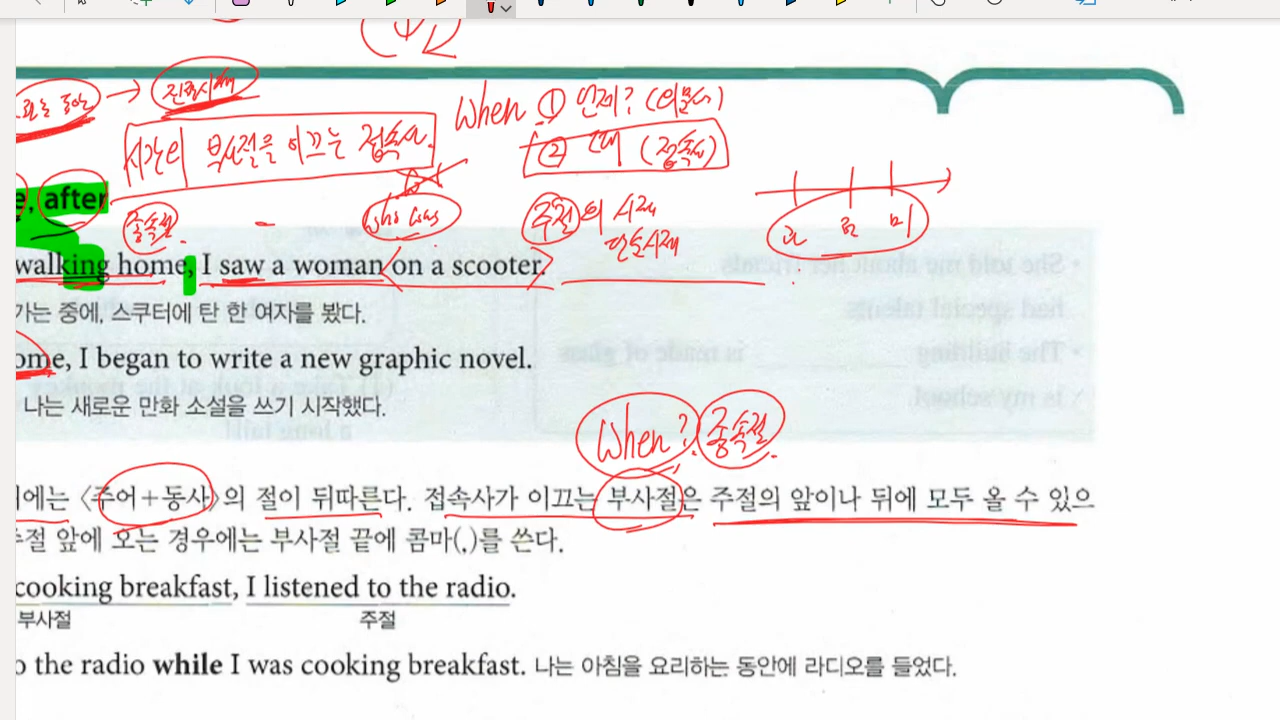 → 진행시제
When ① 언제? (의문사)
시간의 부사절을 이끄는 접속사.
② 때 (접속사)
e, after
종속절
who was
주절의 시제
단순시제
과 현 미
walking home, I saw a woman on a scooter.
가는 중에, 스쿠터에 탄 한 여자를 봤다.
ome, I began to write a new graphic novel.
나는 새로운 만화 소설을 쓰기 시작했다.
When? 종속절
에는 〈주어+동사〉의 절이 뒤따른다. 접속사가 이끄는 부사절은 주절의 앞이나 뒤에 모두 올 수 있으
절 앞에 오는 경우에는 부사절 끝에 콤마(,)를 쓴다.
cooking breakfast, I listened to the radio.
부사절 주절
o the radio while I was cooking breakfast. 나는 아침을 요리하는 동안에 라디오를 들었다.